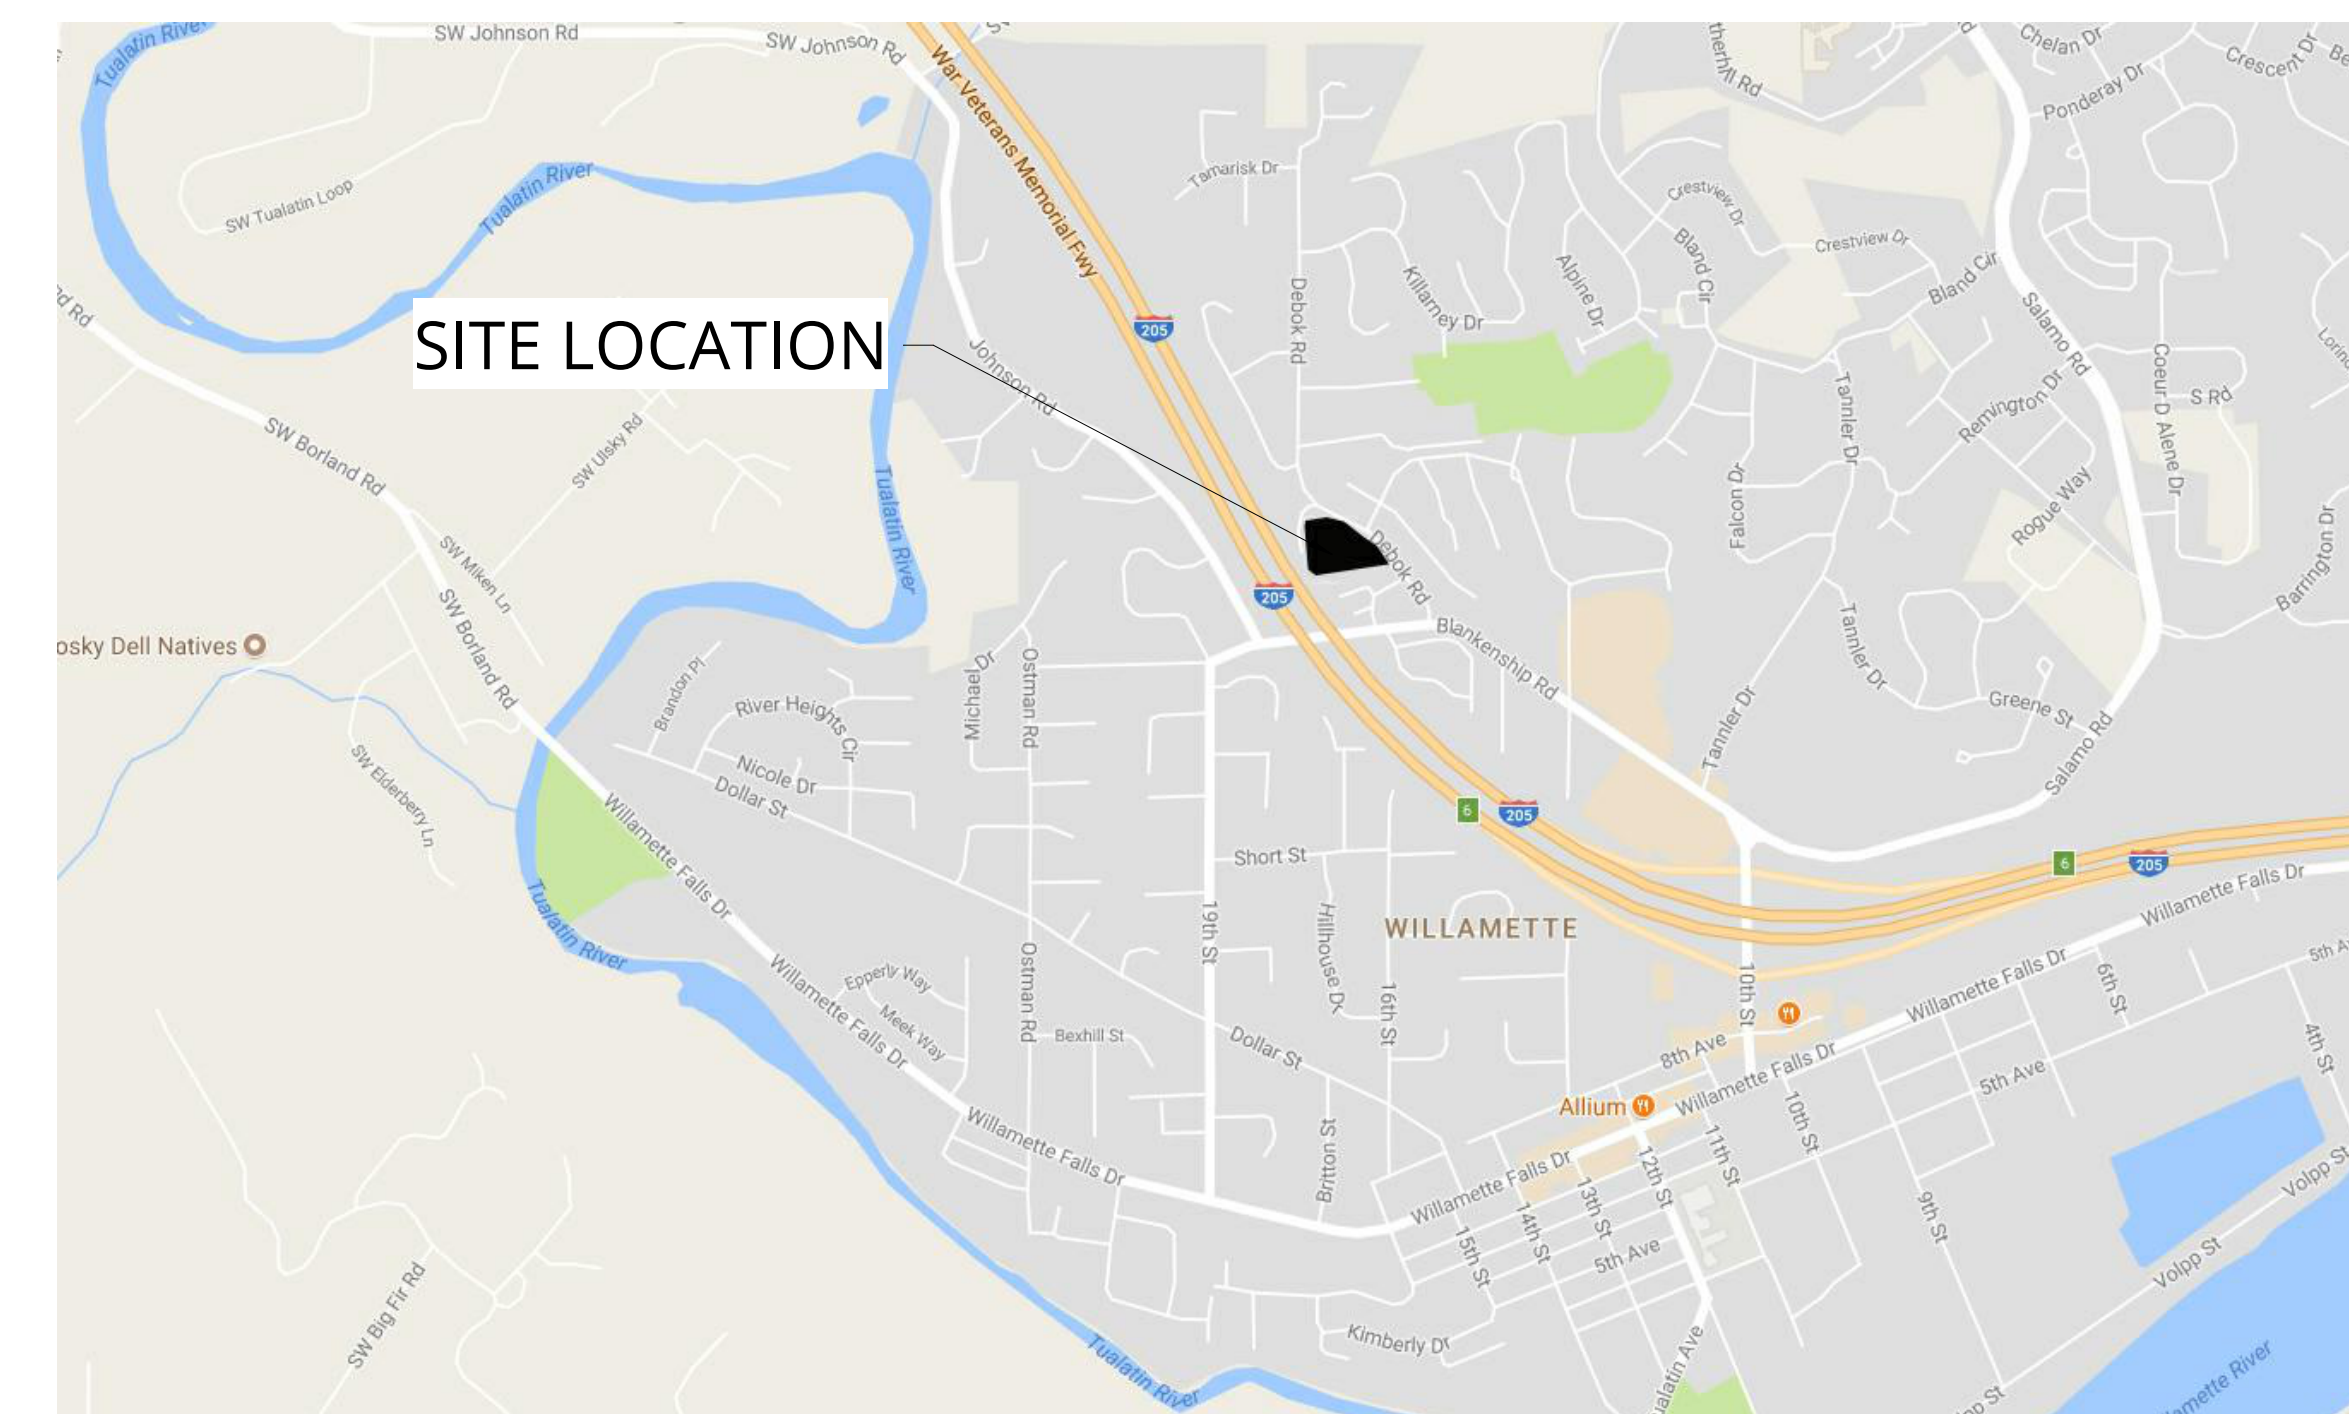 Tualatin River
SW Johnson Rd
SW Johnson Rd
War Veterans Memorial Fwy
Chelan Dr
Crescent Dr
Ponderay Dr
Tamarisk Dr
Tualatin River
SW Tualatin Loop
Crestview Dr
Crestview Dr
Bland Cir
Bland Cir
Alpine Dr
Killarney Dr
Debok Rd
205
SITE LOCATION
Johnson Rd
Salamo Rd
Coeur D Alene Dr
S Rd
Remington Dr
Tannler Dr
Falcon Dr
Rogue Way
Barrington Dr
SW Borland Rd
SW Ulsky Rd
Tualatin River
SW Miken Ln
SW Borland Rd
Debok Rd
205
Blankenship Rd
Tannler Dr
Greene St
Salamo Rd
Tannler Dr
osky Dell Natives
Brandon Pl
River Heights Cir
Michael Dr
Ostman Rd
Nicole Dr
Dollar St
SW Elderberry Ln
Willamette Falls Dr
6
205
6
205
Short St
19th St
Hillhouse Dr
WILLAMETTE
Willamette Falls Dr
Tualatin River
Willamette Falls Dr
Epperly Way
Meek Way
Ostman Rd
Bexhill St
16th St
Dollar St
10th St
Willamette Falls Dr
6th St
5th A
4th St
8th Ave
Willamette Falls Dr
5th Ave
Allium
10th St
11th St
12th St
Willamette Falls Dr
Britton St
Willamette Falls Dr
13th St
14th St
15th St
5th Ave
9th St
Volpp St
Volpp St
SW Big Fir Rd
Kimberly Dr
Tualatin River
ualatin Ave
mette River